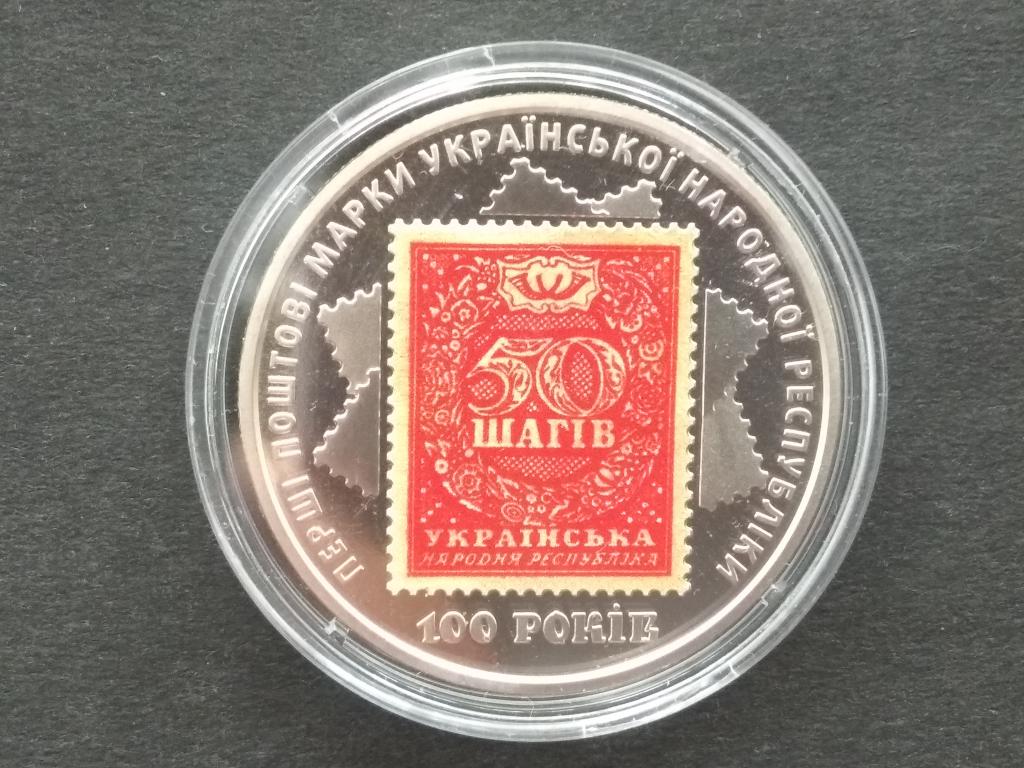 ПЕРШІ ПОШТОВІ МАРКИ УКРАЇНСЬКОЇ НАРОДНОЇ РЕСПУБЛІКИ
50
ШАГІВ
УКРАЇНСЬКА
НАРОДНЯ РЕСПУБЛІКА
100 РОКІВ